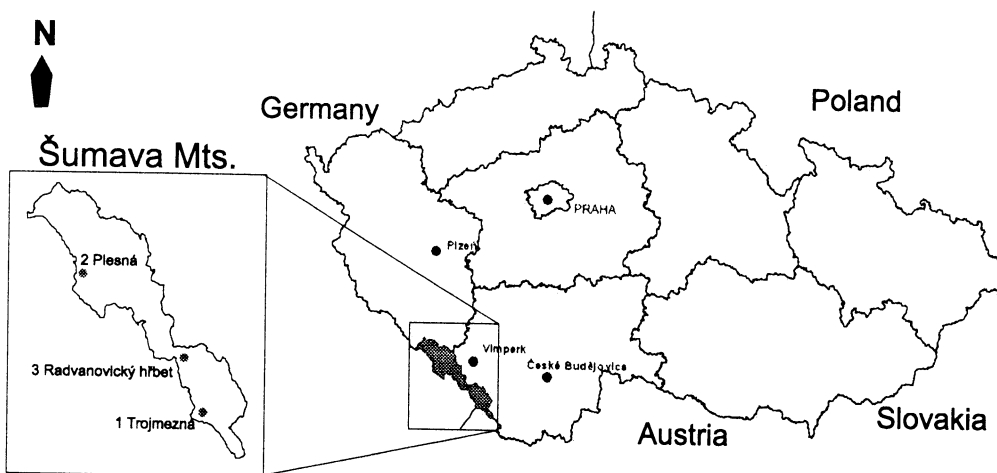 N
Germany
Poland
Šumava Mts.
PRAHA
Plzeň
2 Plesná
Vimperk
3 Radvanovický hřbet
České Budějovice
1 Trojmezná
Slovakia
Austria